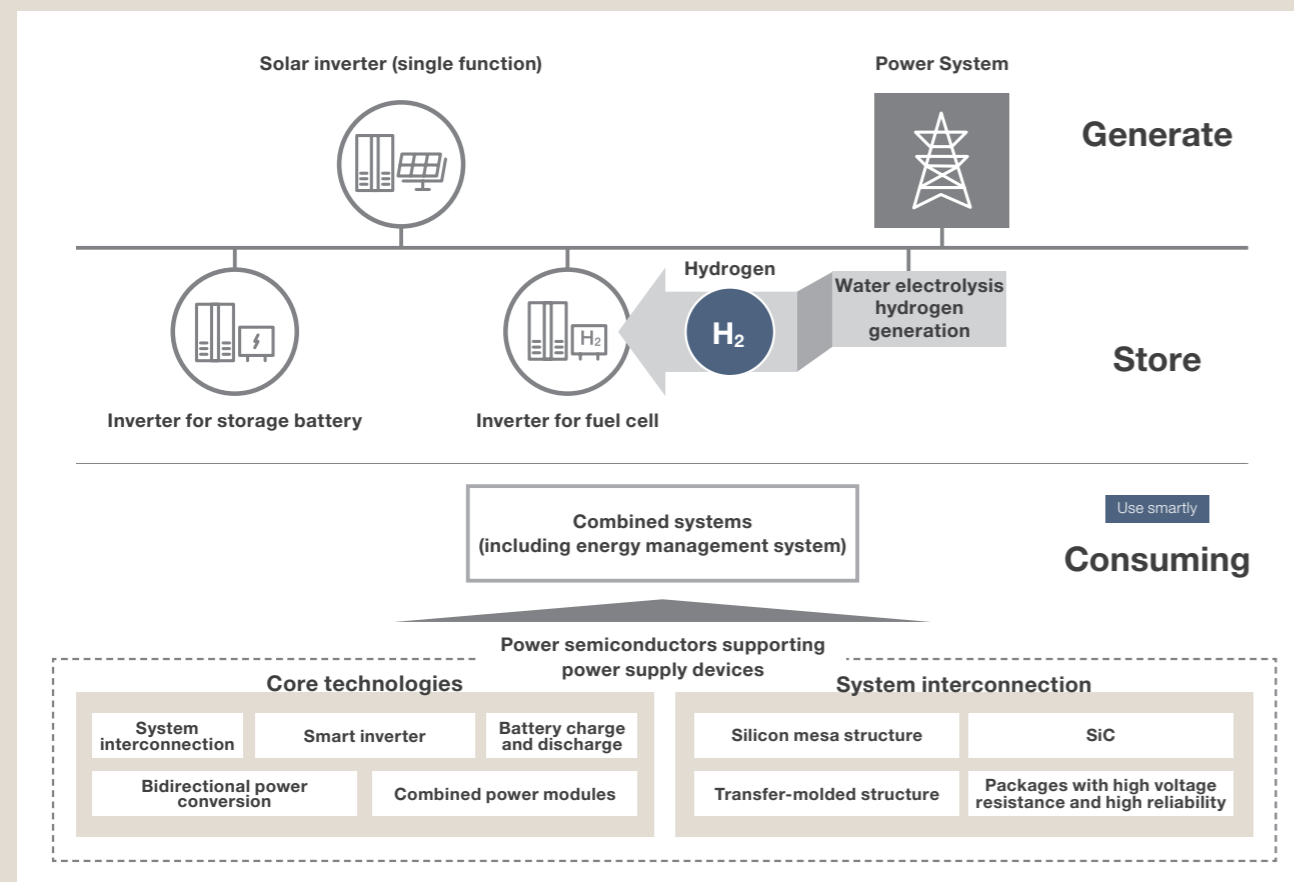 Solar inverter (single function)
Power System
Generate
Hydrogen
H₂
Water electrolysis
hydrogen
generation
H₂
Store
Inverter for storage battery
Inverter for fuel cell
Combined systems
(including energy management system)
Use smartly
Consuming
Power semiconductors supporting
power supply devices
Core technologies
System
interconnection
Smart inverter
Battery charge
and discharge
Bidirectional power
conversion
Combined power modules
System interconnection
Silicon mesa structure
SiC
Transfer-molded structure
Packages with high voltage
resistance and high reliability